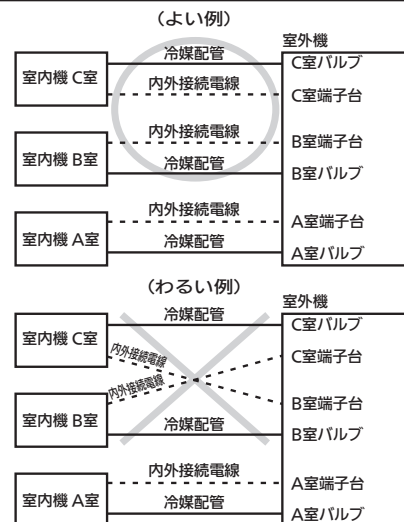 （よい例）
室外機
冷媒配管
C室バルブ
室内機 C室
内外接続電線
C室端子台
内外接続電線
B室端子台
室内機 B室
冷媒配管
B室バルブ
内外接続電線
A室端子台
室内機 A室
冷媒配管
A室バルブ
（わるい例）
室外機
冷媒配管
C室バルブ
室内機 C室
内外接続電線
C室端子台
内外接続電線
B室端子台
室内機 B室
冷媒配管
B室バルブ
内外接続電線
A室端子台
室内機 A室
冷媒配管
A室バルブ